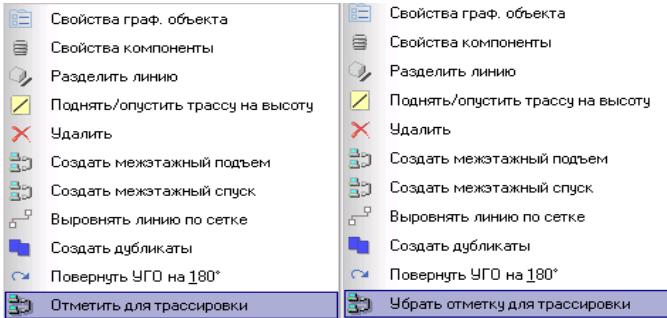 Свойства граф. объекта
Свойства компоненты
Разделить линию
Поднять/опустить трассу на высоту
Удалить
Создать межэтажный подъем
Создать межэтажный спуск
Выровнять линию по сетке
Создать дубликаты
Повернуть УГО на 180°
Отметить для трассировки
Свойства граф. объекта
Свойства компоненты
Разделить линию
Поднять/опустить трассу на высоту
Удалить
Создать межэтажный подъем
Создать межэтажный спуск
Выровнять линию по сетке
Создать дубликаты
Повернуть УГО на 180°
Убрать отметку для трассировки